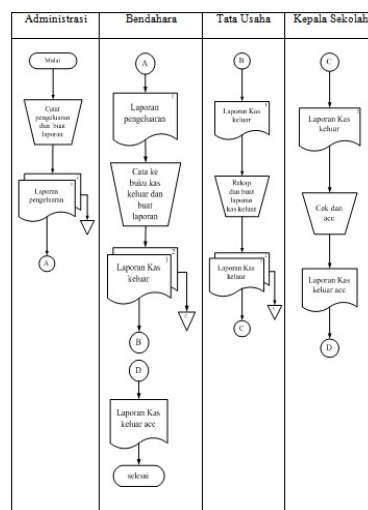 Administrasi
Bendahara
Tata Usaha
Kepala Sekolah
Mulai
Catat
pengeluaran
dan buat
laporan
Laporan
pengeluaran
A
A
1
Laporan
pengeluaran
Cata ke
buku kas
keluar dan
buat
laporan
Laporan Kas
keluar
B
D
Laporan Kas
keluar acc
selesai
B
Laporan Kas
keluar
Rekap
dan buat
laporan
kas keluar
Laporan Kas
keluar
C
C
Laporan Kas
keluar
Cek dan
acc
Laporan Kas
keluar acc
D